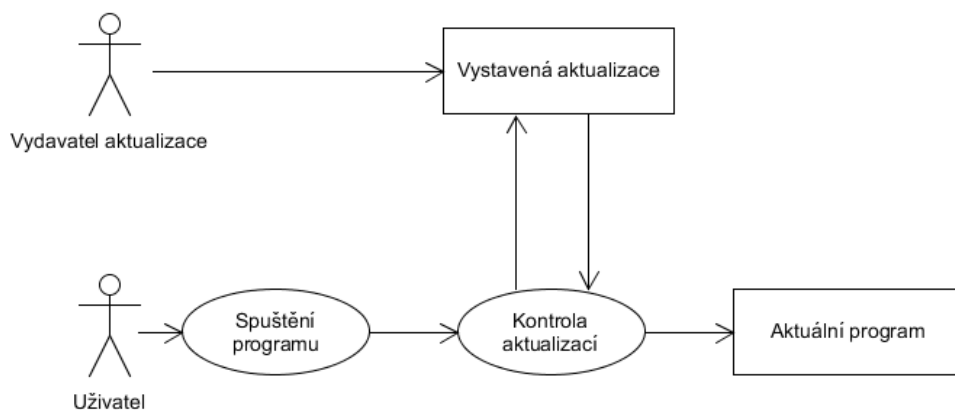 Vystavená aktualizace
Vydavatel aktualizace
Spuštění
programu
Kontrola
aktualizací
Aktuální program
Uživatel